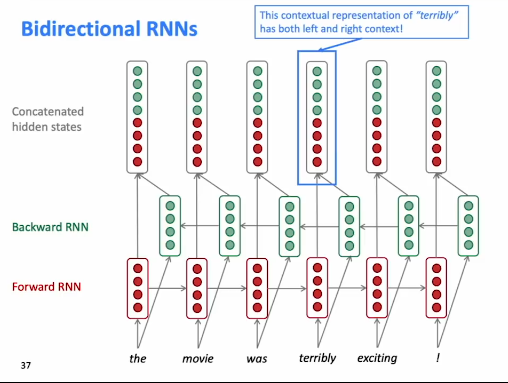 Bidirectional RNNs
This contextual representation of "terribly"
has both left and right context!
Concatenated
hidden states
Backward RNN
Forward RNN
the movie was terribly exciting !
37